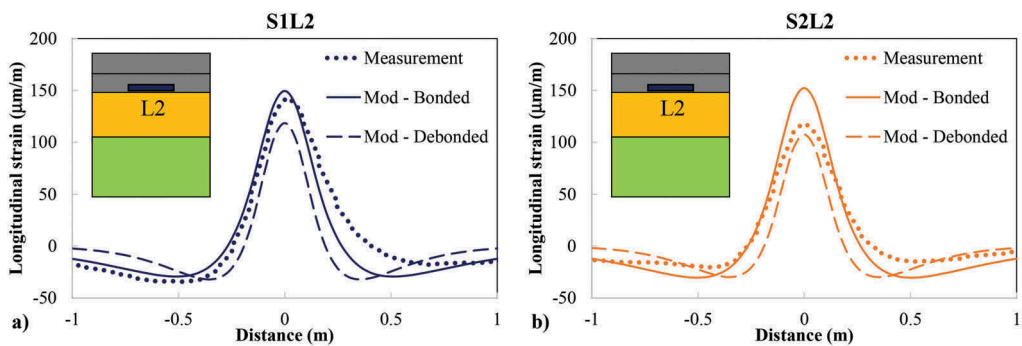 S1L2
Longitudinal strain (μm/m)
200
150
100
50
0
-50
L2
Measurement
Mod - Bonded
Mod - Debonded
-1
-0.5
0
0.5
1
a)
Distance (m)
S2L2
Longitudinal strain (μm/m)
200
150
100
50
0
-50
L2
Measurement
Mod - Bonded
Mod - Debonded
-1
-0.5
0
0.5
1
b)
Distance (m)